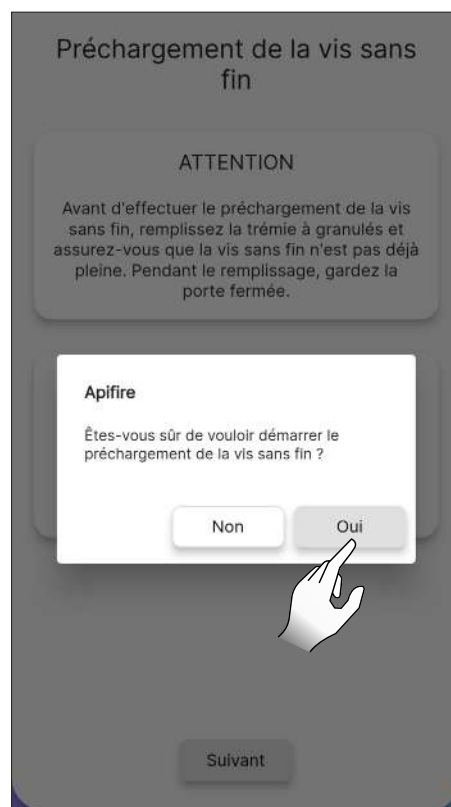 Préchargement de la vis sans
fin
ATTENTION
Avant d'effectuer le préchargement de la vis
sans fin, remplissez la trémie à granulés et
assurez-vous que la vis sans fin n'est pas déjà
pleine. Pendant le remplissage, gardez la
porte fermée.
Apifire
Êtes-vous sûr de vouloir démarrer le
préchargement de la vis sans fin ?
Non
Oui
Suivant